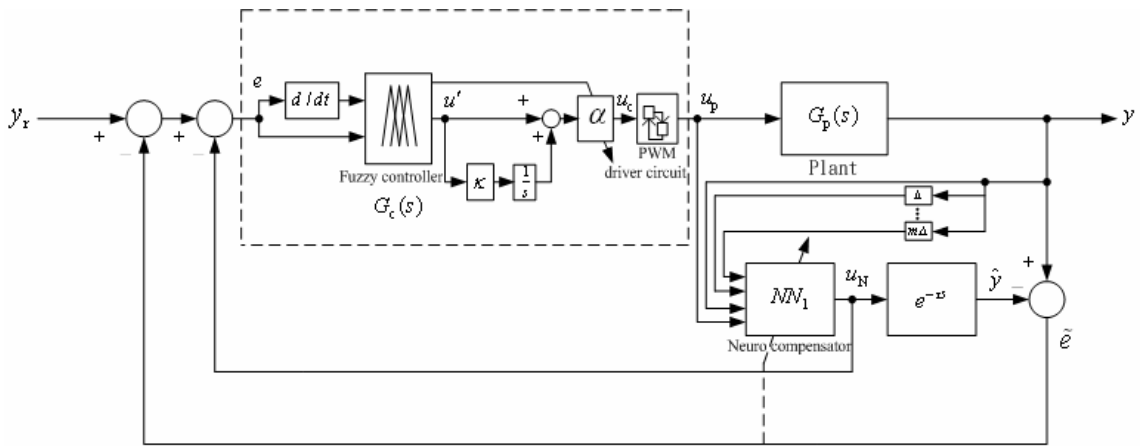 y_r
+
−
+
−
e
d/dt
Fuzzy controller
G_c(s)
u′
κ
1/s
+
+
α
u_c
PWM
driver circuit
u_p
G_p(s)
Plant
y
Δ
mΔ
NN_1
Neuro compensator
u_N
e^{-τs}
ŷ
+
−
ẽ